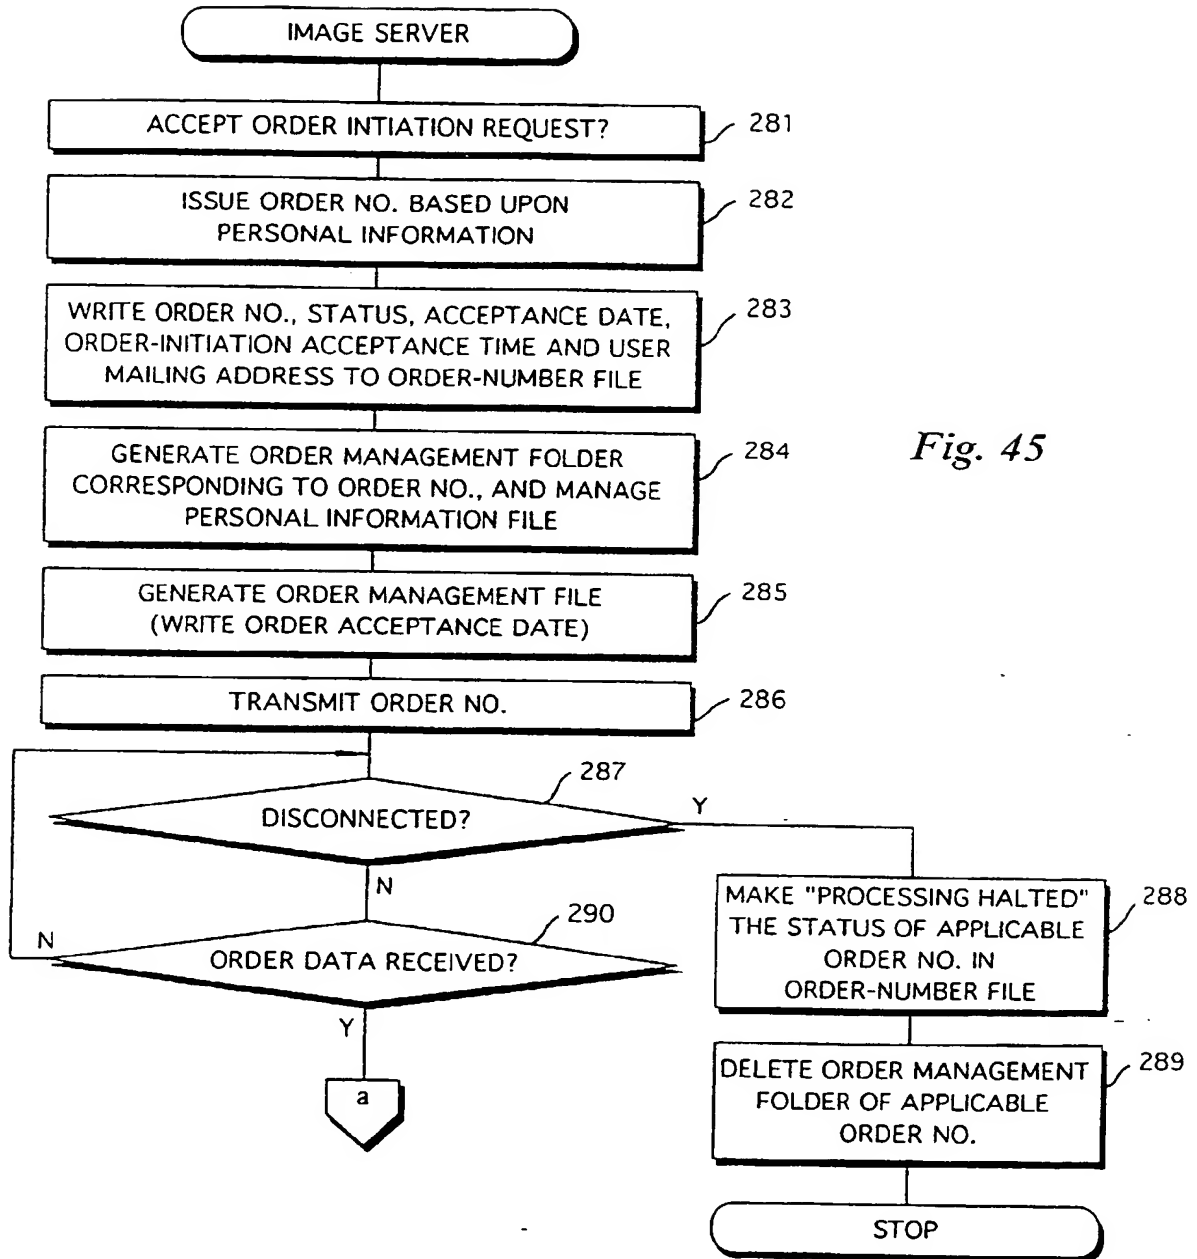 IMAGE SERVER
ACCEPT ORDER INTIATION REQUEST?
281
ISSUE ORDER NO. BASED UPON
PERSONAL INFORMATION
282
WRITE ORDER NO., STATUS, ACCEPTANCE DATE,
ORDER-INITIATION ACCEPTANCE TIME AND USER
MAILING ADDRESS TO ORDER-NUMBER FILE
283
GENERATE ORDER MANAGEMENT FOLDER
CORRESPONDING TO ORDER NO., AND MANAGE
PERSONAL INFORMATION FILE
284
Fig. 45
GENERATE ORDER MANAGEMENT FILE
(WRITE ORDER ACCEPTANCE DATE)
285
TRANSMIT ORDER NO.
286
DISCONNECTED?
287
Y
N
ORDER DATA RECEIVED?
290
N
Y
a
MAKE "PROCESSING HALTED"
THE STATUS OF APPLICABLE
ORDER NO. IN
ORDER-NUMBER FILE
288
DELETE ORDER MANAGEMENT
FOLDER OF APPLICABLE
ORDER NO.
289
STOP